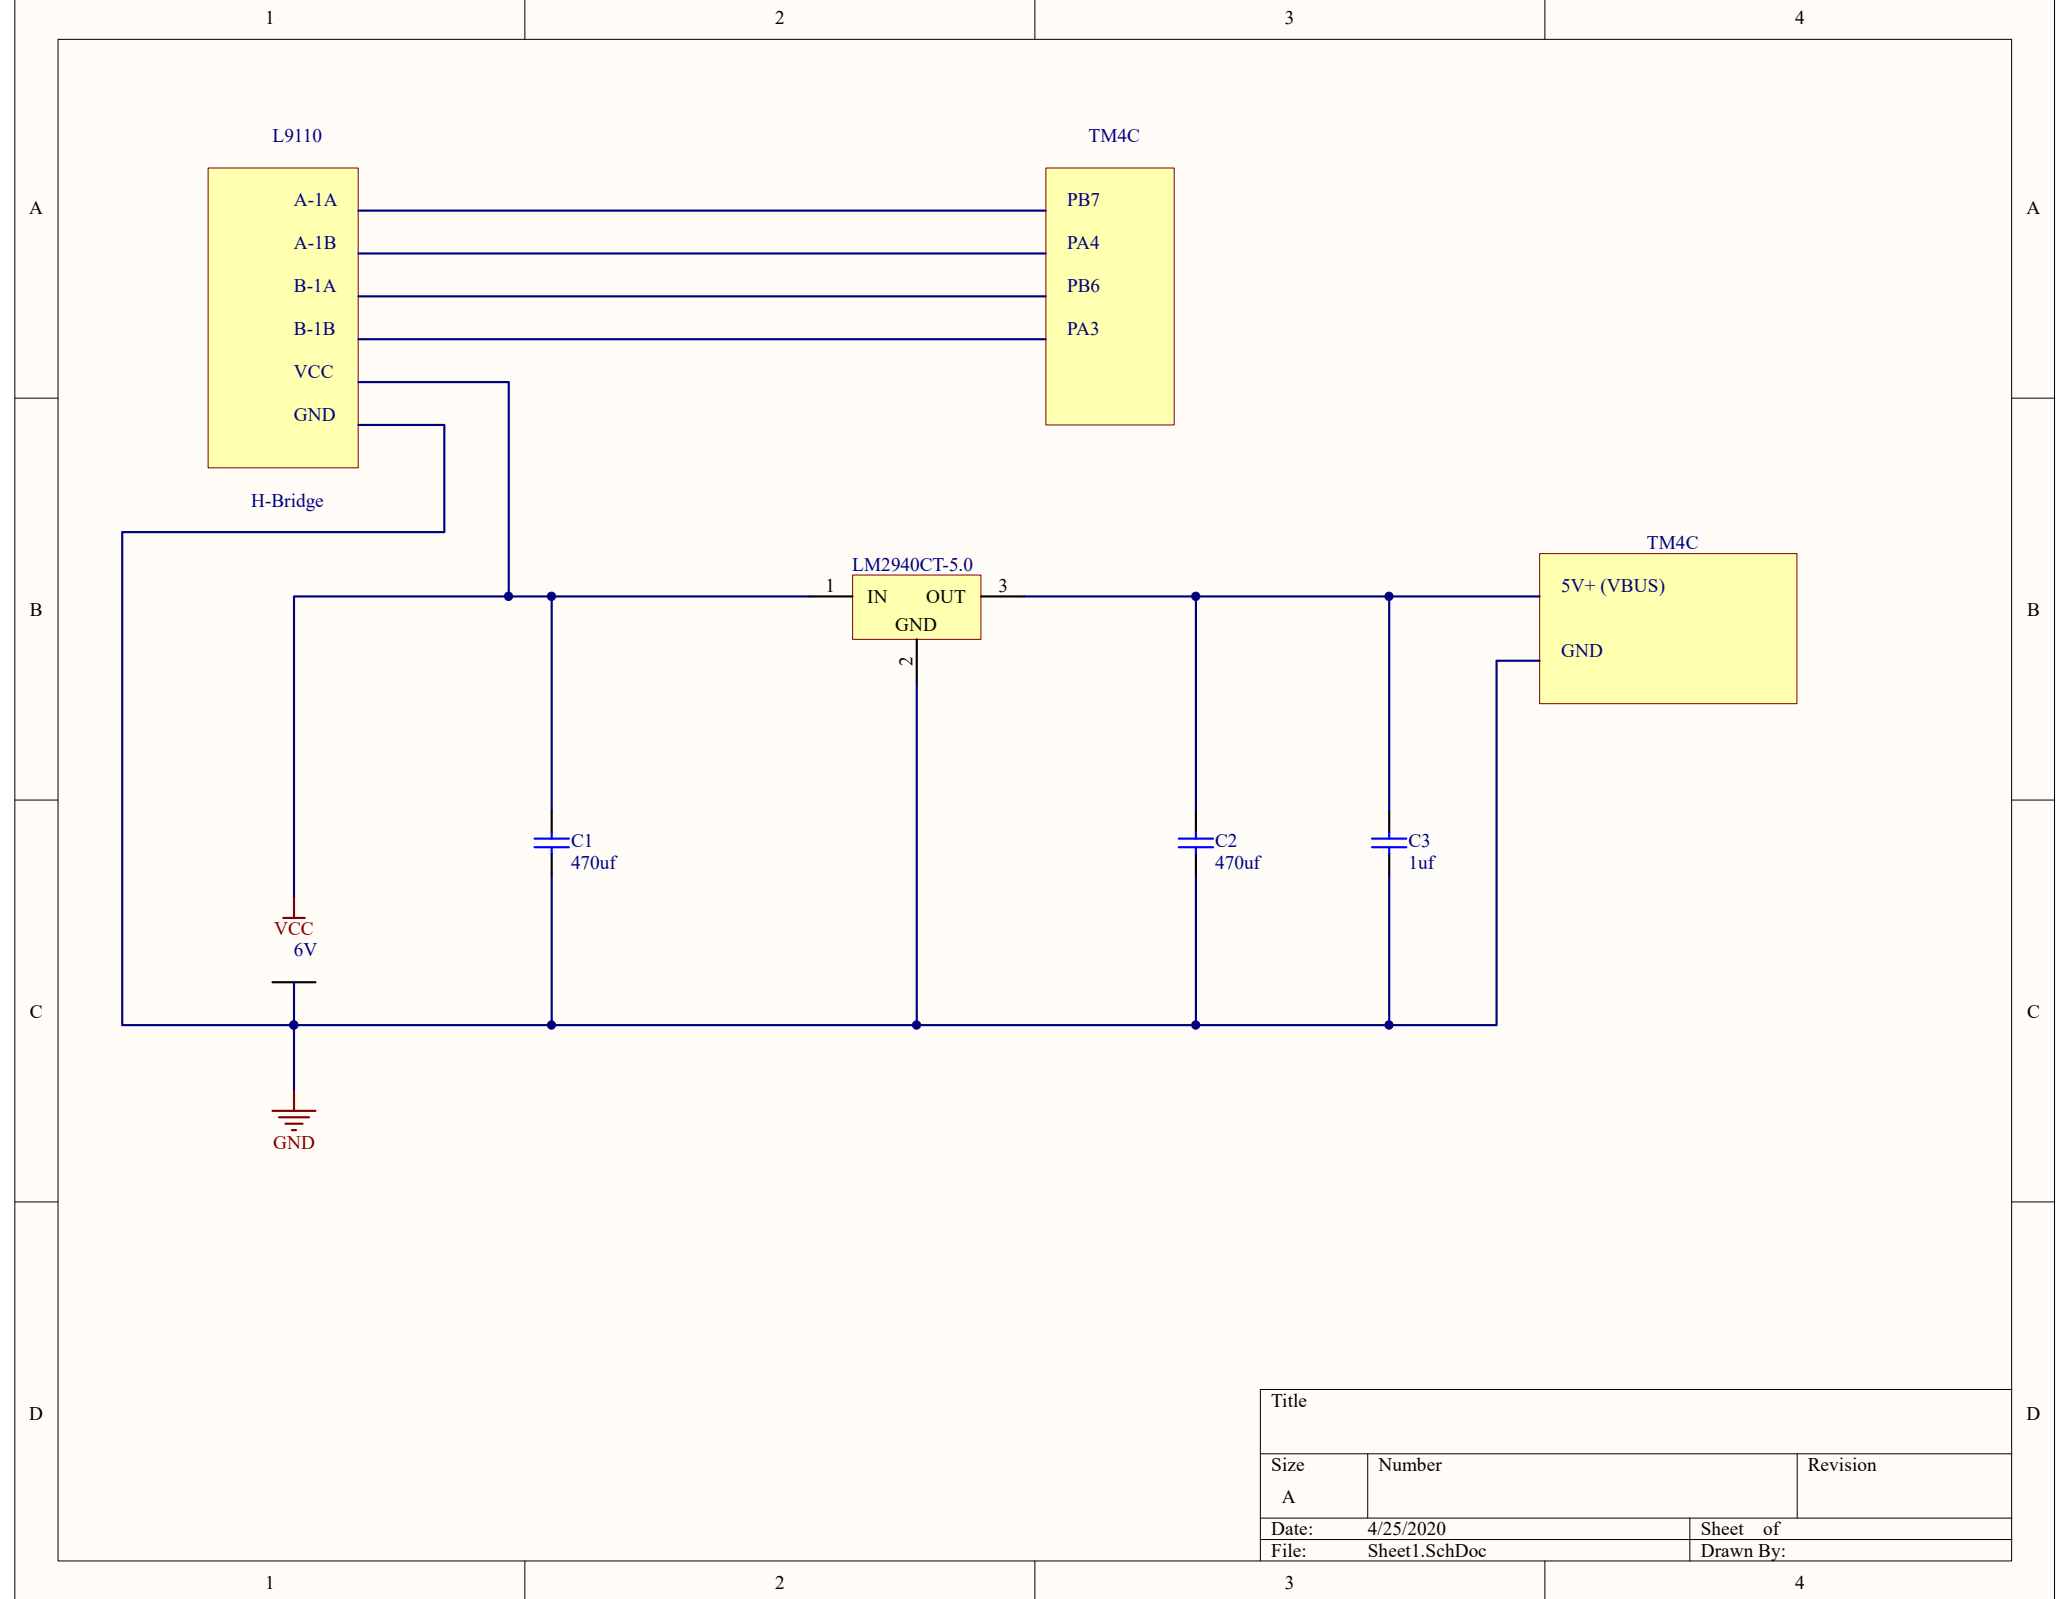 1 2 3 4
L9110 TM4C
A A
A-1A PB7
A-1B PA4
B-1A PB6
B-1B PA3
VCC
GND
H-Bridge
TM4C
LM2940CT-5.0
1 IN OUT 3 5V+ (VBUS)
B B
GND
2 GND
C1 C2 C3
470uf 470uf 1uf
VCC
6V
C C
GND
Title
D D
Size Number Revision
A
Date: 4/25/2020 Sheet of
File: Sheet1.SchDoc Drawn By:
1 2 3 4